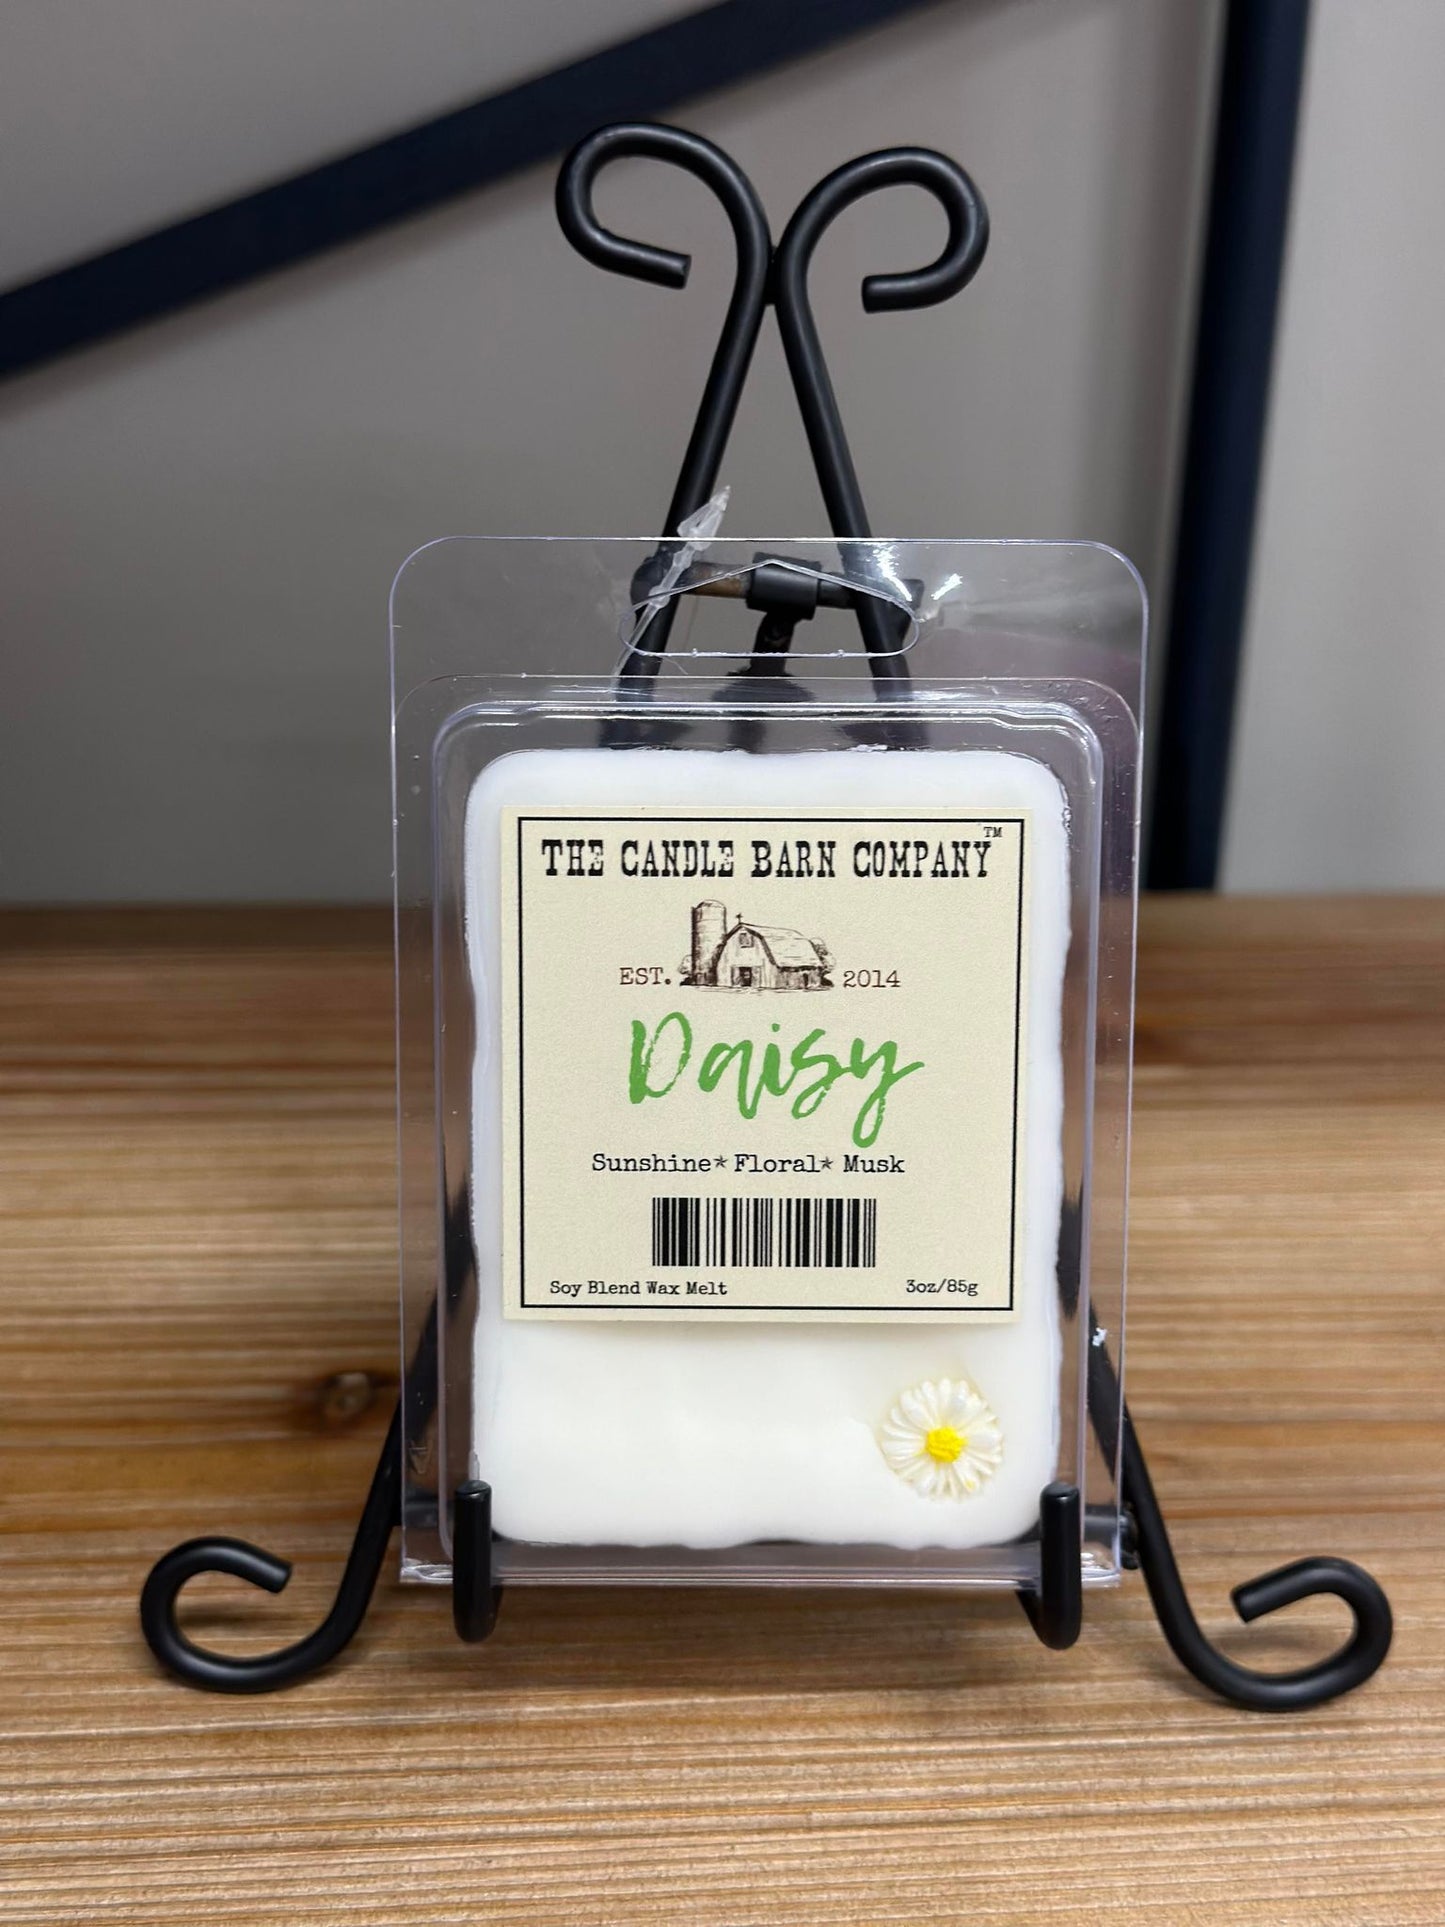 THE CANDLE BARN COMPANY™
EST. 2014
Daisy
Sunshine* Floral* Musk
Soy Blend Wax Melt 3oz/85g